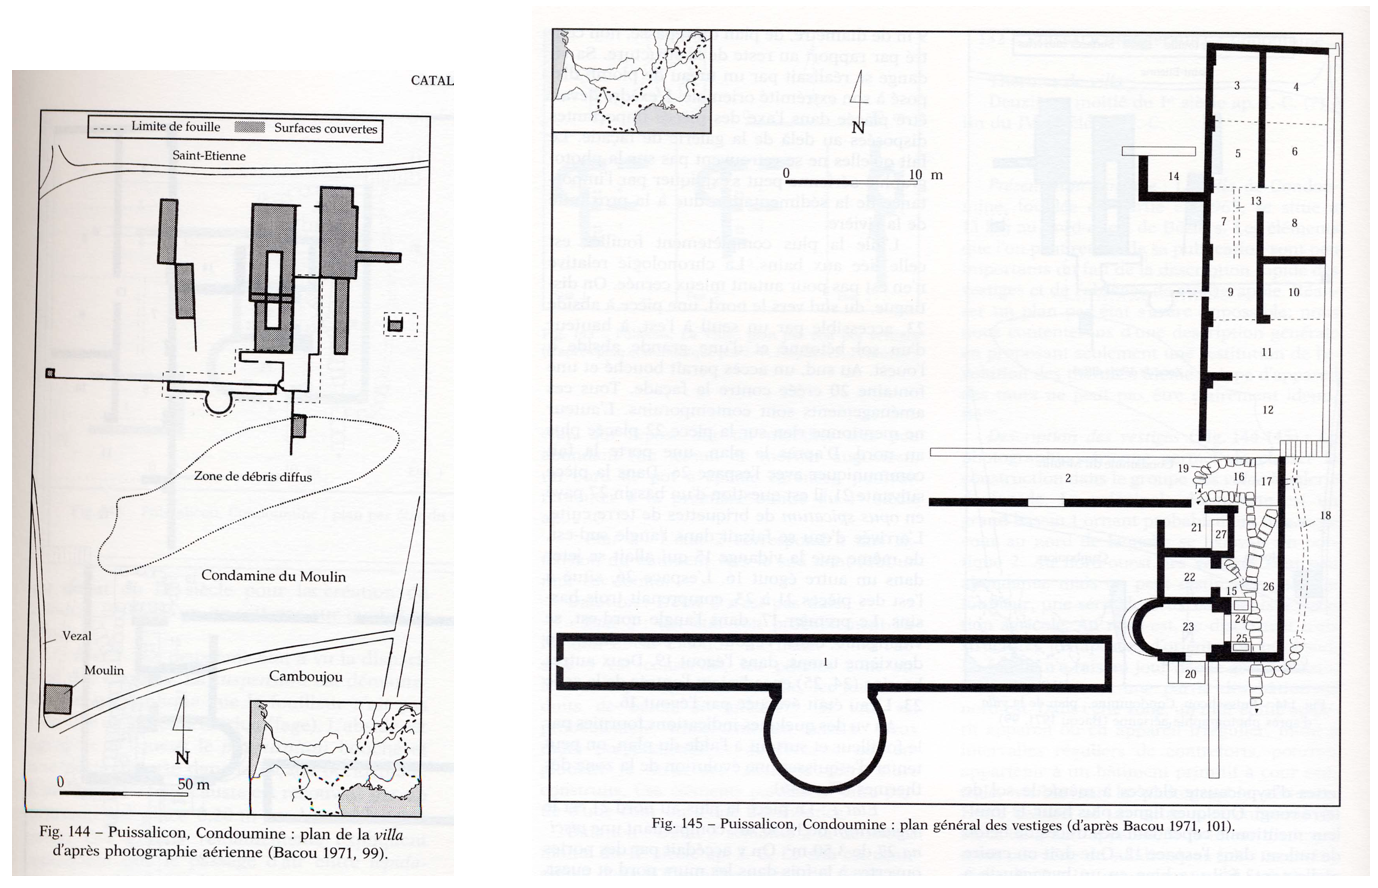 CATAL
Limite de fouille
Surfaces couvertes
Saint-Etienne
Zone de débris diffus
Condamine du Moulin
Vezal
Moulin
Camboujou
N
0 50 m
Fig. 144 – Puissalicon, Condoumine : plan de la villa
d'après photographie aérienne (Bacou 1971, 99).
N
0 10 m
3
4
5
6
14
13
7
8
9
10
11
12
2
19
16
17
18
21
27
22
15
26
23
24
25
20
1
Fig. 145 – Puissalicon, Condoumine : plan général des vestiges (d'après Bacou 1971, 101).